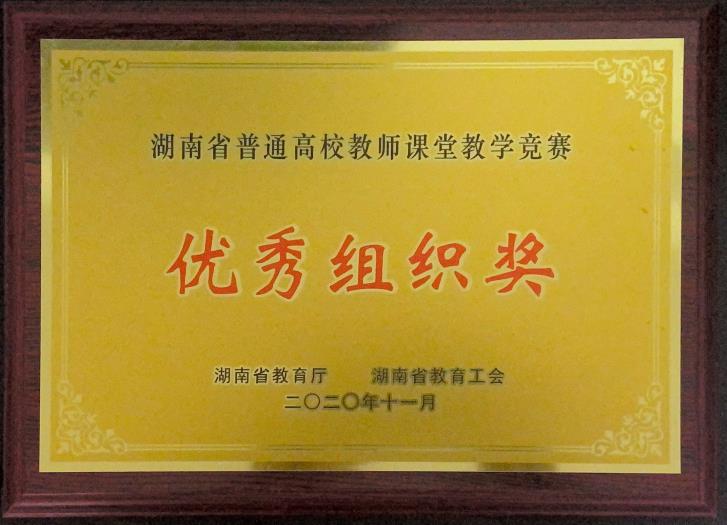 湖南省普通高校教师课堂教学竞赛
优秀组织奖
湖南省教育厅 湖南省教育工会
二〇二〇年十一月